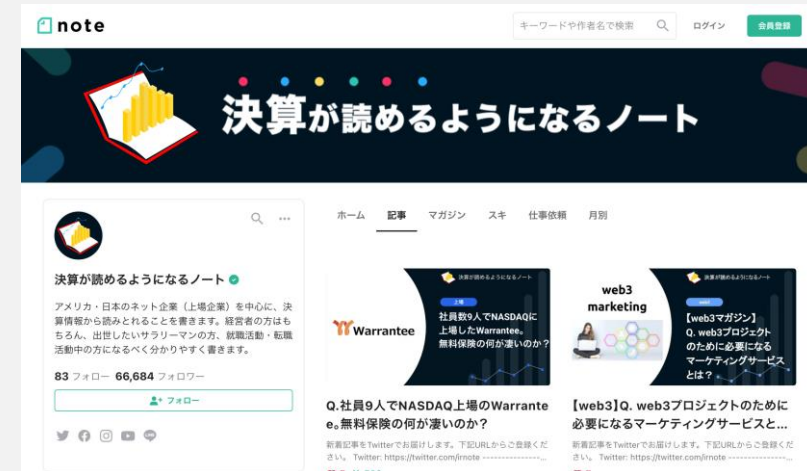 note
キーワードや作者名で検索
ログイン
会員登録
決算が読めるようになるノート
ホーム 記事 マガジン スキ 仕事依頼 月別
決算が読めるようになるノート
アメリカ・日本のネット企業（上場企業）を中心に、決
算情報から読みとれることを書きます。経営者の方はも
ちろん、出世したいサラリーマンの方、就職活動・転職
活動中の方になるべく分かりやすく書きます。
83 フォロー 66,684 フォロワー
フォロー
決算が読めるようになるノート
上場
Warrantee
社員数9人でNASDAQに
上場したWarrantee。
無料保険の何が凄いのか？
Q.社員9人でNASDAQ上場のWarrante
e。無料保険の何が凄いのか?
新着記事をTwitterでお届けします。下記URLからご登録くだ
さい。 Twitter: https://twitter.com/irnote ---------------...
決算が読めるようになるノート
web3
marketing
【web3マガジン】
Q. web3プロジェクト
のために必要になる
マーケティングサービス
とは？
【web3】Q. web3プロジェクトのために
必要になるマーケティングサービスと...
新着記事をTwitterでお届けします。下記URLからご登録くだ
さい。 Twitter: https://twitter.com/irnote ---------------...